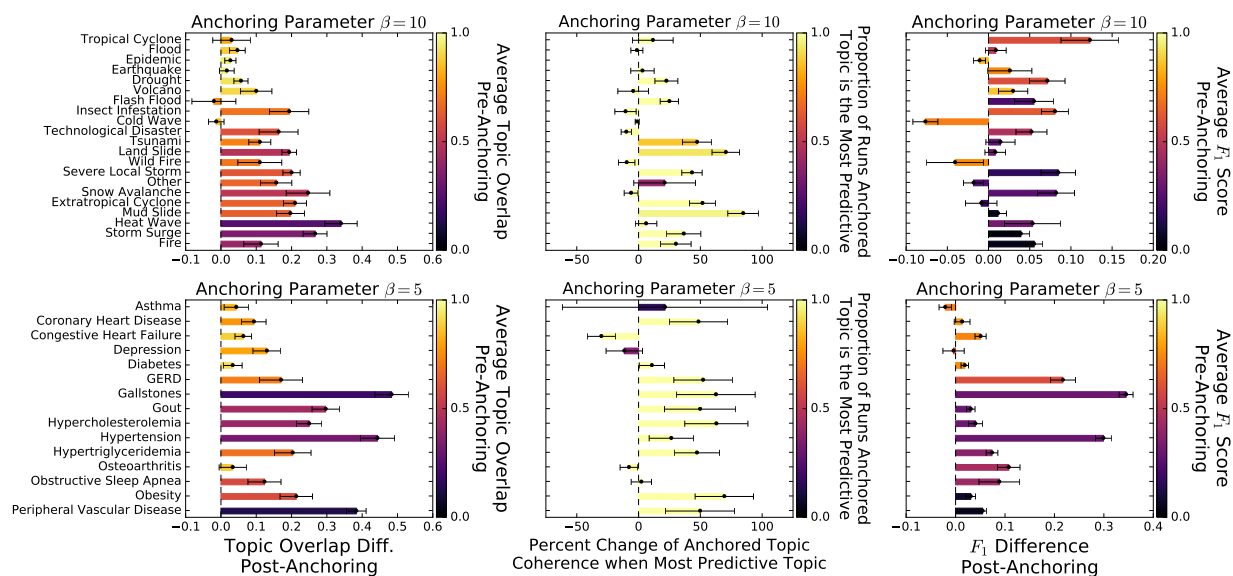 Anchoring Parameter β = 10
Tropical Cyclone
Flood
Epidemic
Earthquake
Drought
Volcano
Flash Flood
Insect Infestation
Cold Wave
Technological Disaster
Tsunami
Land Slide
Wild Fire
Severe Local Storm
Other
Snow Avalanche
Extratropical Cyclone
Mud Slide
Heat Wave
Storm Surge
Fire
−0.1 0.0 0.1 0.2 0.3 0.4 0.5 0.6
1.0
0.5
0.0
Average Topic Overlap
Pre-Anchoring
Anchoring Parameter β = 10
−50 0 50 100
1.0
0.5
0.0
Proportion of Runs Anchored
Topic is the Most Predictive
Anchoring Parameter β = 10
−0.10 −0.05 0.00 0.05 0.10 0.15 0.20
1.0
0.5
0.0
Average F1 Score
Pre-Anchoring
Anchoring Parameter β = 5
Asthma
Coronary Heart Disease
Congestive Heart Failure
Depression
Diabetes
GERD
Gallstones
Gout
Hypercholesterolemia
Hypertension
Hypertriglyceridemia
Osteoarthritis
Obstructive Sleep Apnea
Obesity
Peripheral Vascular Disease
−0.1 0.0 0.1 0.2 0.3 0.4 0.5 0.6
Topic Overlap Diff.
Post-Anchoring
1.0
0.5
0.0
Average Topic Overlap
Pre-Anchoring
Anchoring Parameter β = 5
−50 0 50 100
Percent Change of Anchored Topic
Coherence when Most Predictive Topic
1.0
0.5
0.0
Proportion of Runs Anchored
Topic is the Most Predictive
Anchoring Parameter β = 5
−0.1 0.0 0.1 0.2 0.3 0.4
F1 Difference
Post-Anchoring
1.0
0.5
0.0
Average F1 Score
Pre-Anchoring